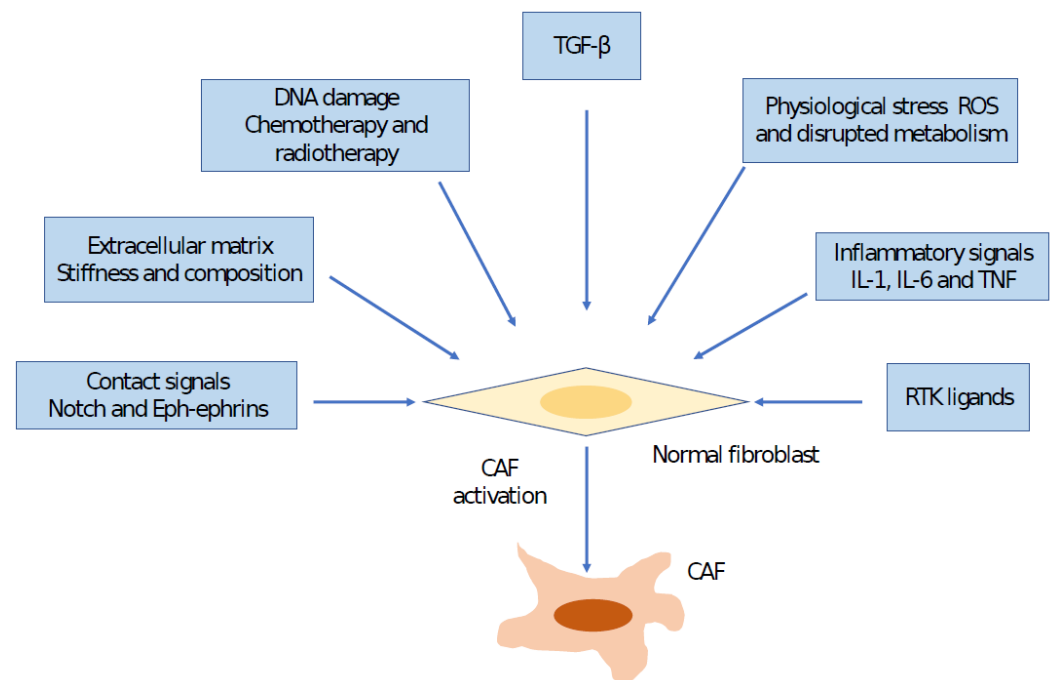 TGF-β
DNA damage
Chemotherapy and
radiotherapy
Physiological stress ROS
and disrupted metabolism
Extracellular matrix
Stiffness and composition
Inflammatory signals
IL-1, IL-6 and TNF
Contact signals
Notch and Eph-ephrins
RTK ligands
Normal fibroblast
CAF
activation
CAF